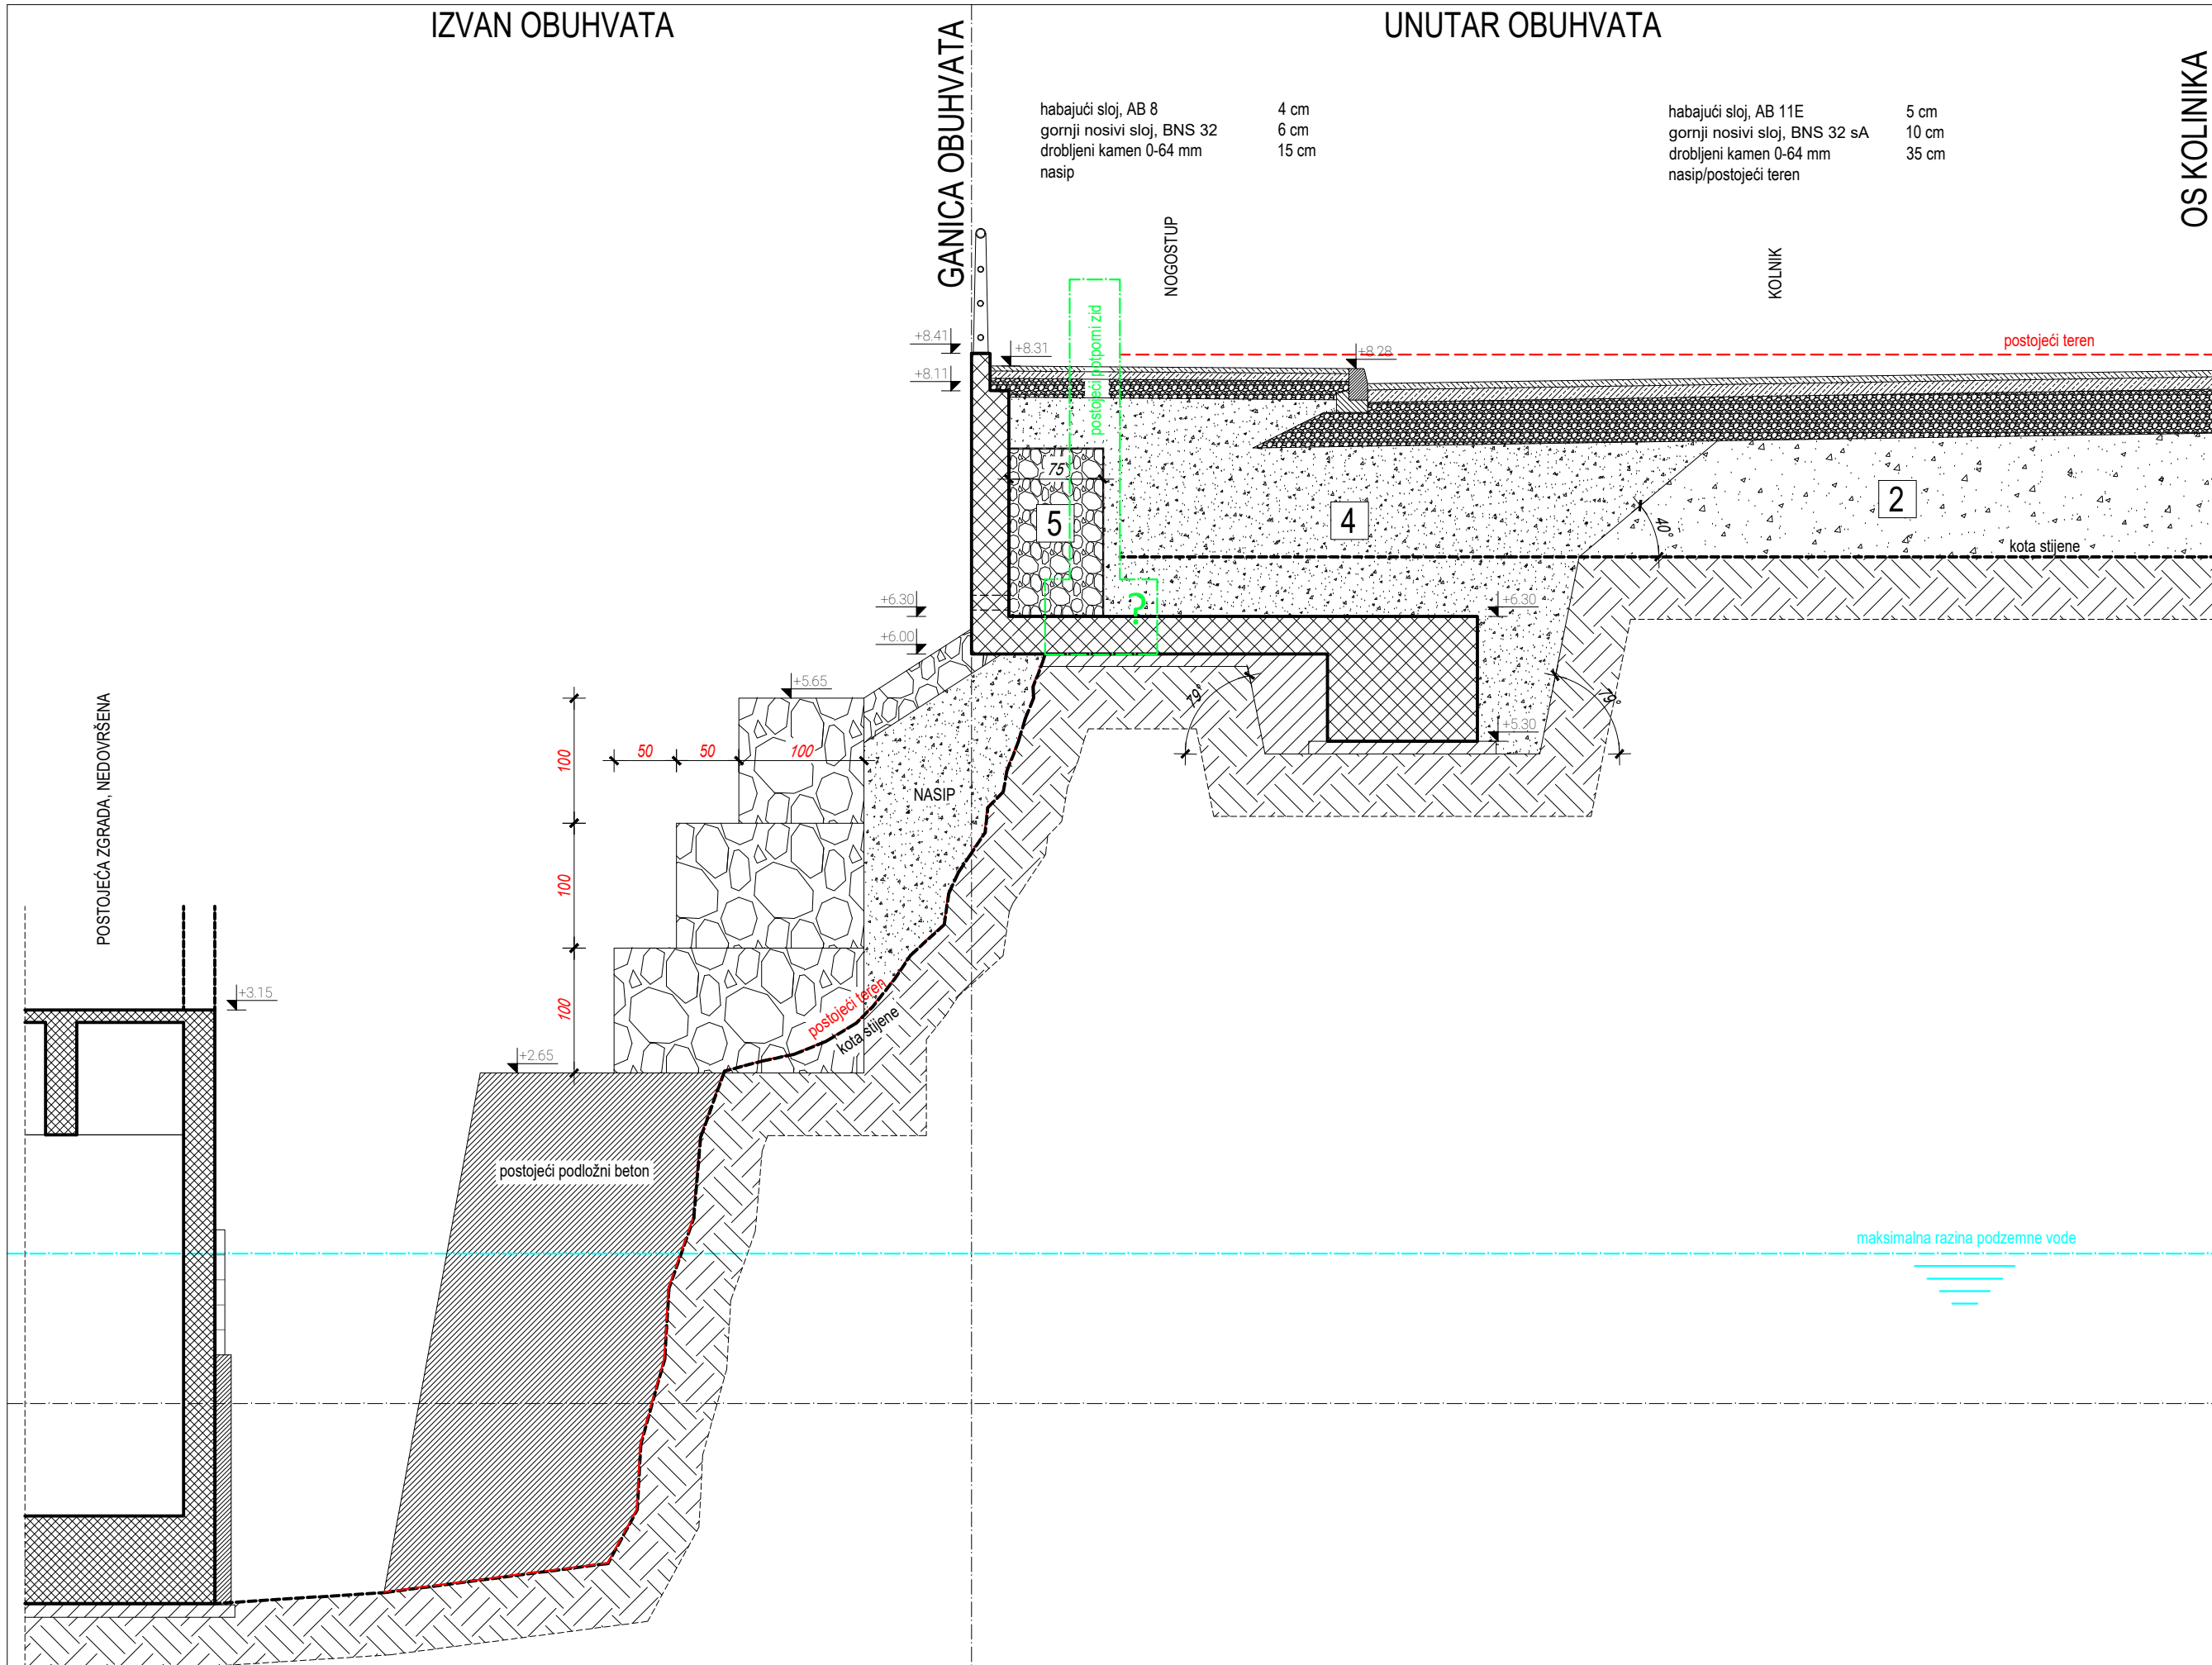 IZVAN OBUHVATA
UNUTAR OBUHVATA
GANICA OBUHVATA
OS KOLINIKA
habajući sloj, AB 8 4 cm
gornji nosivi sloj, BNS 32 6 cm
drobljeni kamen 0-64 mm 15 cm
nasip
habajući sloj, AB 11E 5 cm
gornji nosivi sloj, BNS 32 sA 10 cm
drobljeni kamen 0-64 mm 35 cm
nasip/postojeći teren
NOGOSTUP
KOLNIK
postojeći potporni zid
postojeći teren
+8.41
+8.31
+8.28
+8.11
75
5
4
2
40°
kota stijene
?
+6.30
+6.30
+6.00
+5.65
79°
79°
+5.30
50
50
100
100
100
100
NASIP
POSTOJEĆA ZGRADA, NEDOVRŠENA
+3.15
+2.65
postojeći teren
kota stijene
postojeći podložni beton
maksimalna razina podzemne vode